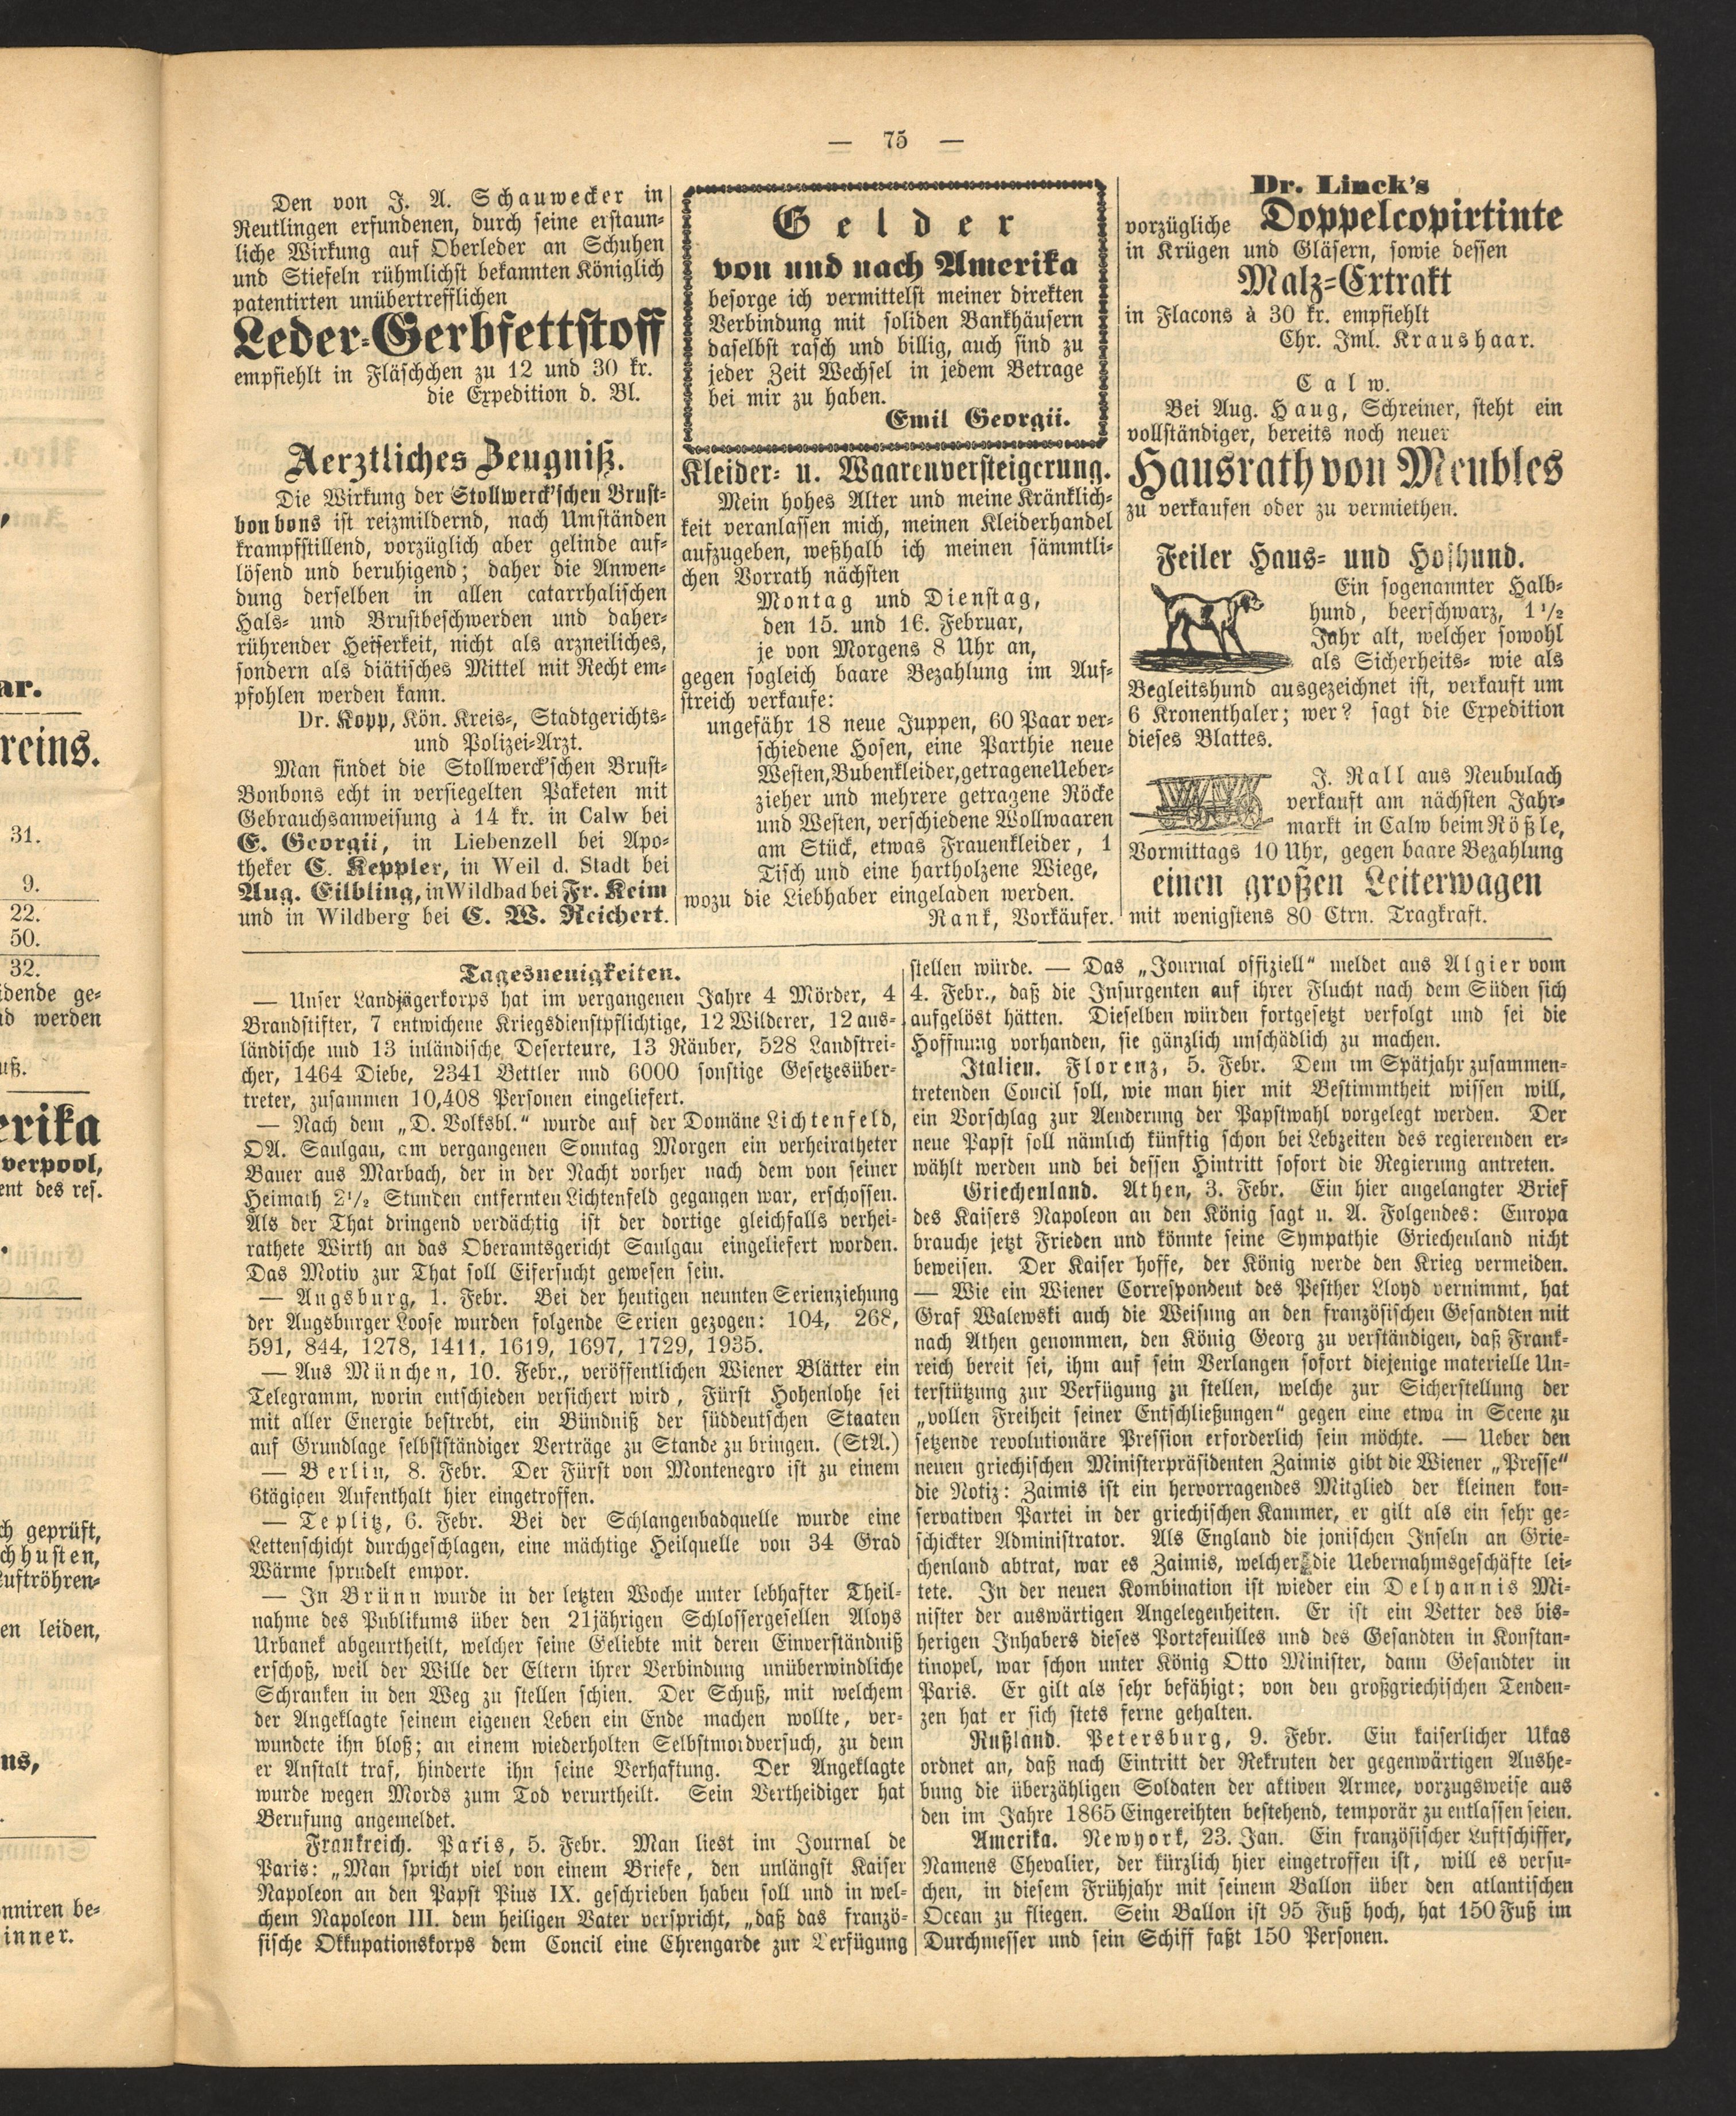 — 75 —
Den von J. A. Schauwecker in
Reutlingen erfundenen, durch seine erstaun-
liche Wirkung auf Oberleder an Schuhen
und Stiefeln rühmlichst bekannten Königlich
patentirten unübertrefflichen
Leder-Gerbfettstoff
empfiehlt in Fläschchen zu 12 und 30 kr.
die Expedition d. Bl.
Aerztliches Zeugniß.
Die Wirkung der Stollwerck'schen Brust-
bonbons ist reizmildernd, nach Umständen
krampfstillend, vorzüglich aber gelinde auf-
lösend und beruhigend; daher die Anwen-
dung derselben in allen catarrhalischen
Hals- und Brustbeschwerden und daher-
rührender Heiserkeit, nicht als arzneiliches,
sondern als diätisches Mittel mit Recht em-
pfohlen werden kann.
Dr. Kopp, Kön. Kreis-, Stadtgerichts-
und Polizei-Arzt.
Man findet die Stollwerck'schen Brust-
Bonbons echt in versiegelten Paketen mit
Gebrauchsanweisung à 14 kr. in Calw bei
E. Georgii, in Liebenzell bei Apo-
theker C. Keppler, in Weil d. Stadt bei
Aug. Eilbling, in Wildbad bei Fr. Keim
und in Wildberg bei C. W. Reichert.
Gelder
von und nach Amerika
besorge ich vermittelst meiner direkten
Verbindung mit soliden Bankhäusern
daselbst rasch und billig, auch sind zu
jeder Zeit Wechsel in jedem Betrage
bei mir zu haben.
Emil Georgii.
Kleider- u. Waarenversteigerung.
Mein hohes Alter und meine Kränklich-
keit veranlassen mich, meinen Kleiderhandel
aufzugeben, weßhalb ich meinen sämmtli-
chen Vorrath nächsten
Montag und Dienstag,
den 15. und 16. Februar,
je von Morgens 8 Uhr an,
gegen sogleich baare Bezahlung im Auf-
streich verkaufe:
ungefähr 18 neue Juppen, 60 Paar ver-
schiedene Hosen, eine Parthie neue
Westen, Bubenkleider, getragene Ueber-
zieher und mehrere getragene Röcke
und Westen, verschiedene Wollwaaren
am Stück, etwas Frauenkleider, 1
Tisch und eine hartholzene Wiege,
wozu die Liebhaber eingeladen werden.
Rank, Vorkäufer.
Dr. Linck's
vorzügliche Doppelcopirtinte
in Krügen und Gläsern, sowie dessen
Malz-Extrakt
in Flacons à 30 kr. empfiehlt
Chr. Iml. Kraushaar.
Calw.
Bei Aug. Haug, Schreiner, steht ein
vollständiger, bereits noch neuer
Hausrath von Meubles
zu verkaufen oder zu vermiethen.
Feiler Haus- und Hofhund.
Ein sogenannter Halb-
hund, beerschwarz, 1 1/2
Jahr alt, welcher sowohl
als Sicherheits- wie als
Begleitshund ausgezeichnet ist, verkauft um
6 Kronenthaler; wer? sagt die Expedition
dieses Blattes.
J. Rall aus Neubulach
verkauft am nächsten Jahr-
markt in Calw beim Rößle,
Vormittags 10 Uhr, gegen baare Bezahlung
einen großen Leiterwagen
mit wenigstens 80 Ctrn. Tragkraft.
Tagesneuigkeiten.
— Unser Landjägerkorps hat im vergangenen Jahre 4 Mörder, 4
Brandstifter, 7 entwichene Kriegsdienstpflichtige, 12 Wilderer, 12 aus-
ländische und 13 inländische Deserteure, 13 Räuber, 528 Landstrei-
cher, 1464 Diebe, 2341 Bettler und 6000 sonstige Gesetzesüber-
treter, zusammen 10,408 Personen eingeliefert.
— Nach dem „D. Volksbl.“ wurde auf der Domäne Lichtenfeld,
OA. Saulgau, am vergangenen Sonntag Morgen ein verheiratheter
Bauer aus Marbach, der in der Nacht vorher nach dem von seiner
Heimath 2 1/2 Stunden entfernten Lichtenfeld gegangen war, erschossen.
Als der That dringend verdächtig ist der dortige gleichfalls verhei-
rathete Wirth an das Oberamtsgericht Saulgau eingeliefert worden.
Das Motiv zur That soll Eifersucht gewesen sein.
— Augsburg, 1. Febr. Bei der heutigen neunten Serienziehung
der Augsburger Loose wurden folgende Serien gezogen: 104, 268,
591, 844, 1278, 1411, 1619, 1697, 1729, 1935.
— Aus München, 10. Febr., veröffentlichen Wiener Blätter ein
Telegramm, worin entschieden versichert wird, Fürst Hohenlohe sei
mit aller Energie bestrebt, ein Bündniß der süddeutschen Staaten
auf Grundlage selbstständiger Verträge zu Stande zu bringen. (StA.)
— Berlin, 8. Febr. Der Fürst von Montenegro ist zu einem
6tägigen Aufenthalt hier eingetroffen.
— Teplitz, 6. Febr. Bei der Schlangenbadquelle wurde eine
Lettenschicht durchgeschlagen, eine mächtige Heilquelle von 34 Grad
Wärme sprudelt empor.
— In Brünn wurde in der letzten Woche unter lebhafter Theil-
nahme des Publikums über den 21jährigen Schlossergesellen Aloys
Urbanek abgeurtheilt, welcher seine Geliebte mit deren Einverständniß
erschoß, weil der Wille der Eltern ihrer Verbindung unüberwindliche
Schranken in den Weg zu stellen schien. Der Schuß, mit welchem
der Angeklagte seinem eigenen Leben ein Ende machen wollte, ver-
wundete ihn bloß; an einem wiederholten Selbstmordversuch, zu dem
er Anstalt traf, hinderte ihn seine Verhaftung. Der Angeklagte
wurde wegen Mords zum Tod verurtheilt. Sein Vertheidiger hat
Berufung angemeldet.
Frankreich. Paris, 5. Febr. Man liest im Journal de
Paris: „Man spricht viel von einem Briefe, den unlängst Kaiser
Napoleon an den Papst Pius IX. geschrieben haben soll und in wel-
chem Napoleon III. dem heiligen Vater verspricht, „daß das franzö-
sische Okkupationskorps dem Concil eine Ehrengarde zur Verfügung
stellen würde. — Das „Journal offiziell“ meldet aus Algier vom
4. Febr., daß die Insurgenten auf ihrer Flucht nach dem Süden sich
aufgelöst hätten. Dieselben würden fortgesetzt verfolgt und sei die
Hoffnung vorhanden, sie gänzlich unschädlich zu machen.
Italien. Florenz, 5. Febr. Dem im Spätjahr zusammen-
tretenden Concil soll, wie man hier mit Bestimmtheit wissen will,
ein Vorschlag zur Aenderung der Papstwahl vorgelegt werden. Der
neue Papst soll nämlich künftig schon bei Lebzeiten des regierenden er-
wählt werden und bei dessen Hintritt sofort die Regierung antreten.
Griechenland. Athen, 3. Febr. Ein hier angelangter Brief
des Kaisers Napoleon an den König sagt u. A. Folgendes: Europa
brauche jetzt Frieden und könnte seine Sympathie Griechenland nicht
beweisen. Der Kaiser hoffe, der König werde den Krieg vermeiden.
— Wie ein Wiener Correspondent des Pesther Lloyd vernimmt, hat
Graf Walewski auch die Weisung an den französischen Gesandten mit
nach Athen genommen, den König Georg zu verständigen, daß Frank-
reich bereit sei, ihm auf sein Verlangen sofort diejenige materielle Un-
terstützung zur Verfügung zu stellen, welche zur Sicherstellung der
„vollen Freiheit seiner Entschließungen“ gegen eine etwa in Scene zu
setzende revolutionäre Pression erforderlich sein möchte. — Ueber den
neuen griechischen Ministerpräsidenten Zaimis gibt die Wiener „Presse“
die Notiz: Zaimis ist ein hervorragendes Mitglied der kleinen kon-
servativen Partei in der griechischen Kammer, er gilt als ein sehr ge-
schickter Administrator. Als England die jonischen Inseln an Grie-
chenland abtrat, war es Zaimis, welcher die Uebernahmsgeschäfte lei-
tete. In der neuen Kombination ist wieder ein Delyannis Mi-
nister der auswärtigen Angelegenheiten. Er ist ein Vetter des bis-
herigen Inhabers dieses Portefeuilles und des Gesandten in Konstan-
tinopel, war schon unter König Otto Minister, dann Gesandter in
Paris. Er gilt als sehr befähigt; von den großgriechischen Tenden-
zen hat er sich stets ferne gehalten.
Rußland. Petersburg, 9. Febr. Ein kaiserlicher Ukas
ordnet an, daß nach Eintritt der Rekruten der gegenwärtigen Aushe-
bung die überzähligen Soldaten der aktiven Armee, vorzugsweise aus
den im Jahre 1865 Eingereihten bestehend, temporär zu entlassen seien.
Amerika. Newyork, 23. Jan. Ein französischer Luftschiffer,
Namens Chevalier, der kürzlich hier eingetroffen ist, will es versu-
chen, in diesem Frühjahr mit seinem Ballon über den atlantischen
Ocean zu fliegen. Sein Ballon ist 95 Fuß hoch, hat 150 Fuß im
Durchmesser und sein Schiff faßt 150 Personen.